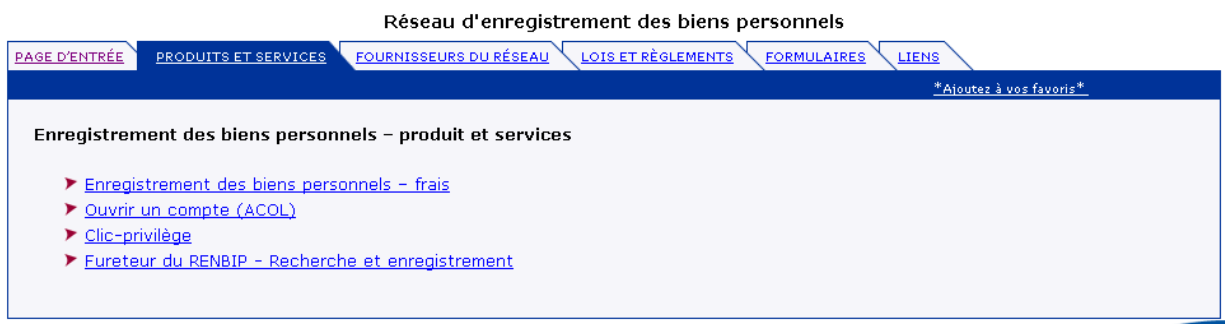 Réseau d'enregistrement des biens personnels
PAGE D'ENTRÉE PRODUITS ET SERVICES FOURNISSEURS DU RÉSEAU LOIS ET RÈGLEMENTS FORMULAIRES LIENS
*Ajoutez à vos favoris*
Enregistrement des biens personnels – produit et services
Enregistrement des biens personnels – frais
Ouvrir un compte (ACOL)
Clic-privilège
Fureteur du RENBIP - Recherche et enregistrement